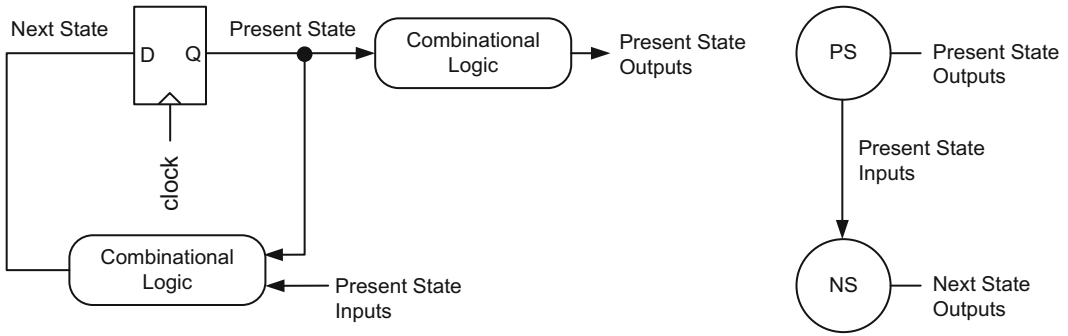 Next State
D
Q
Present State
Combinational
Logic
Present State
Outputs
clock
Combinational
Logic
Present State
Inputs
PS
Present State
Outputs
Present State
Inputs
NS
Next State
Outputs